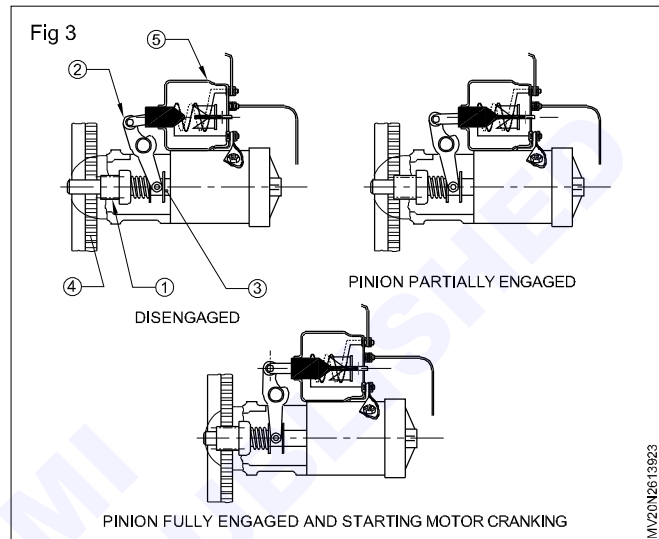 Fig 3
5
2
4
1
3
DISENGAGED
PINION PARTIALLY ENGAGED
PINION FULLY ENGAGED AND STARTING MOTOR CRANKING
MV20N2613923